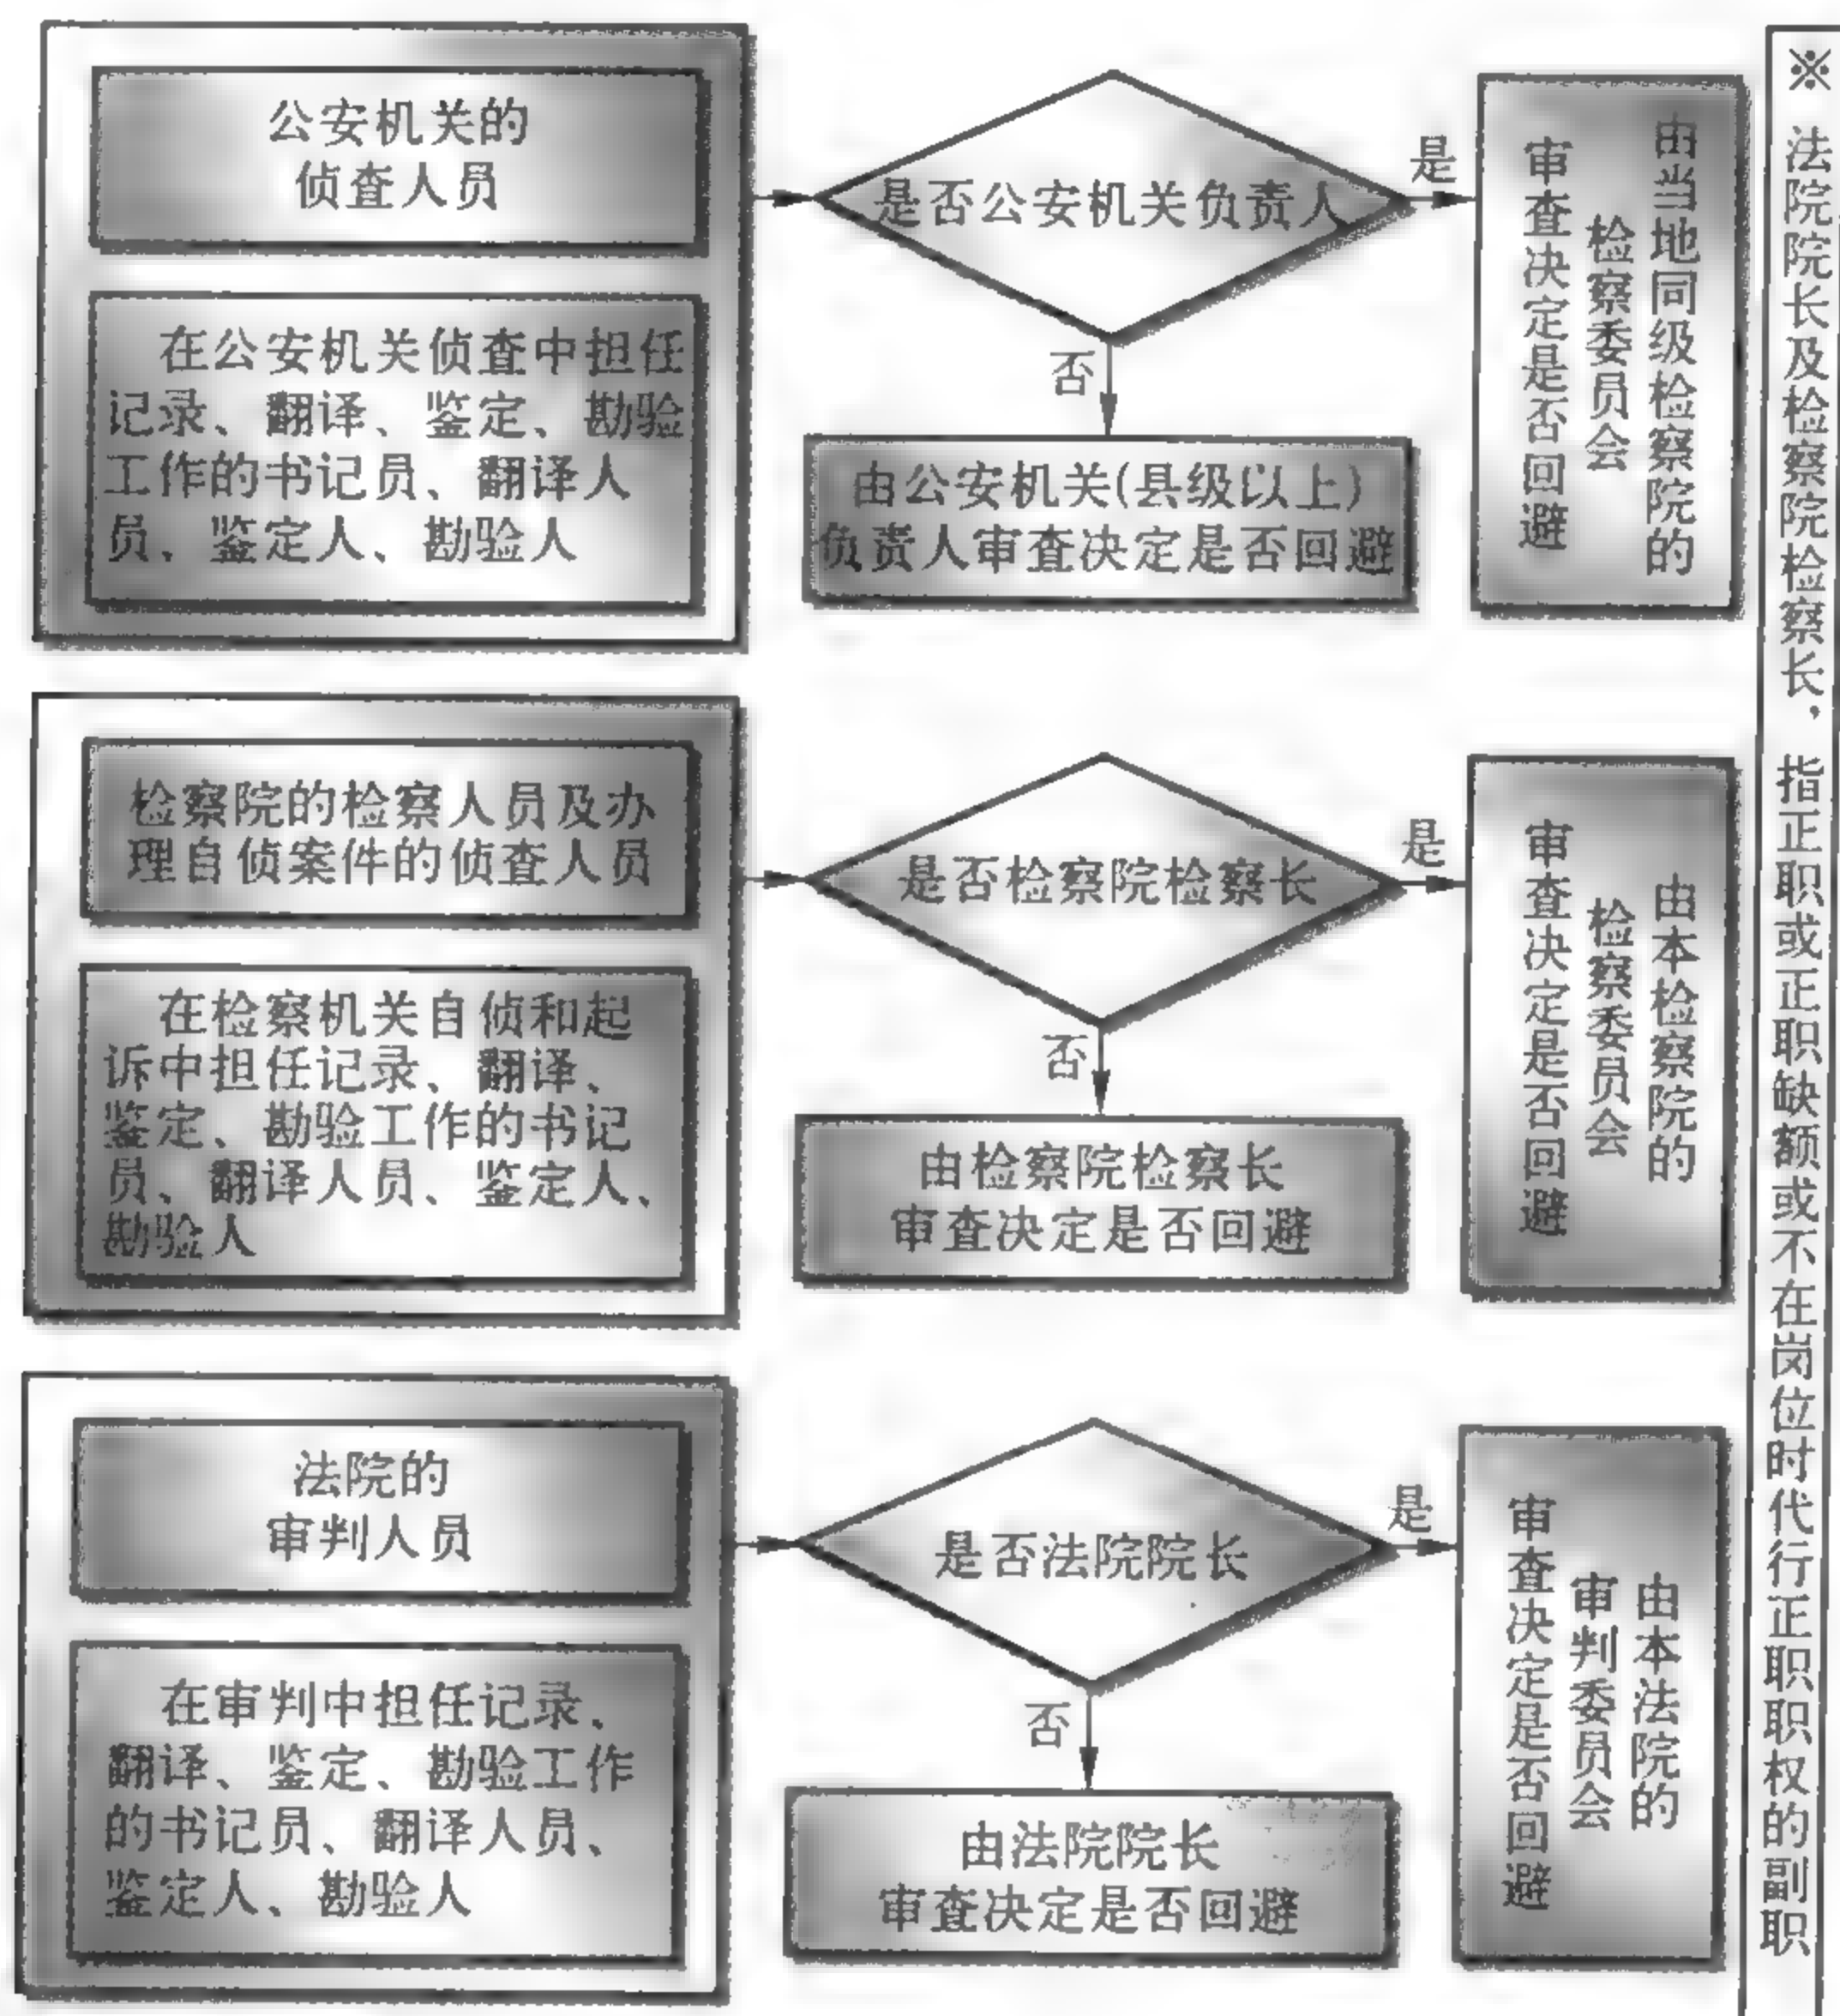 公安机关的
侦查人员
在公安机关侦查中担任
记录、翻译、鉴定、勘验
工作的书记员、翻译人
员、鉴定人、勘验人
是否公安机关负责人
是
否
由公安机关(县级以上)
负责人审查决定是否回避
由当地同级检察院的
检察委员会
审查决定是否回避
检察院的检察人员及办
理自侦案件的侦查人员
在检察机关自侦和起
诉中担任记录、翻译、
鉴定、勘验工作的书记
员、翻译人员、鉴定人、
勘验人
是否检察院检察长
是
否
由检察院检察长
审查决定是否回避
由本检察院的
检察委员会
审查决定是否回避
法院的
审判人员
在审判中担任记录、
翻译、鉴定、勘验工作
的书记员、翻译人员、
鉴定人、勘验人
是否法院院长
是
否
由法院院长
审查决定是否回避
由本法院的
审判委员会
审查决定是否回避
※ 法院院长及检察院检察长，指正职或正职缺额或不在岗位时代行正职职权的副职